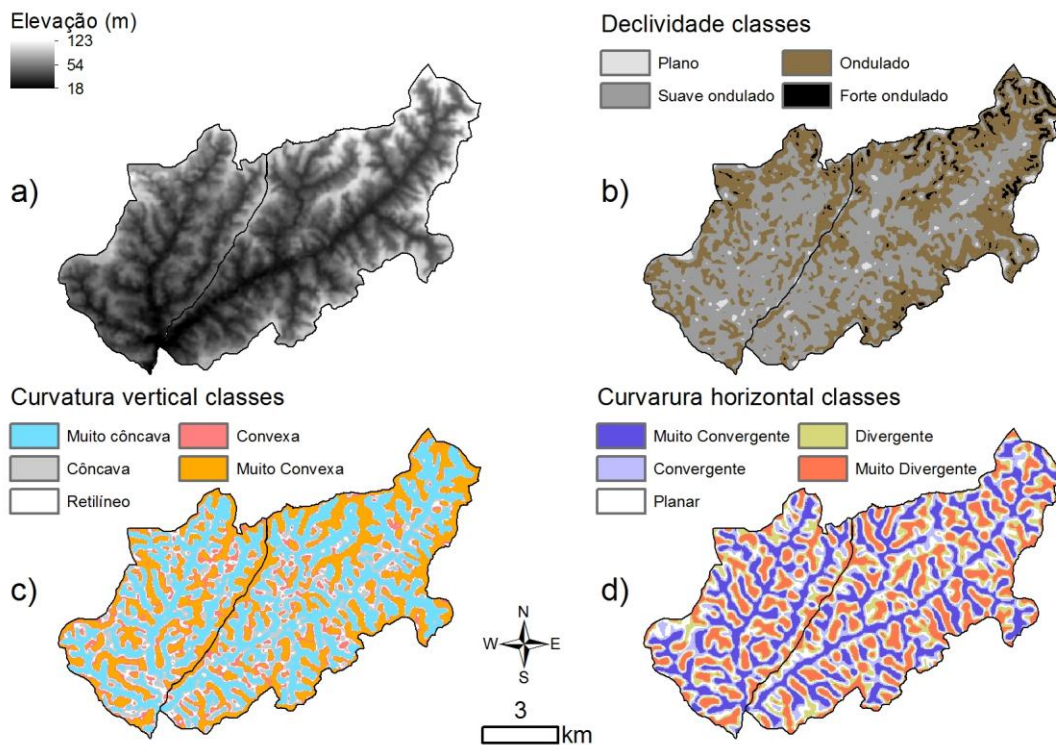 Elevação (m)
123
54
18
a)
Declividade classes
Plano
Ondulado
Suave ondulado
Forte ondulado
b)
Curvatura vertical classes
Muito côncava
Convexa
Côncava
Muito Convexa
Retilíneo
c)
Curvarura horizontal classes
Muito Convergente
Divergente
Convergente
Muito Divergente
Planar
d)
N
W
E
S
3
km